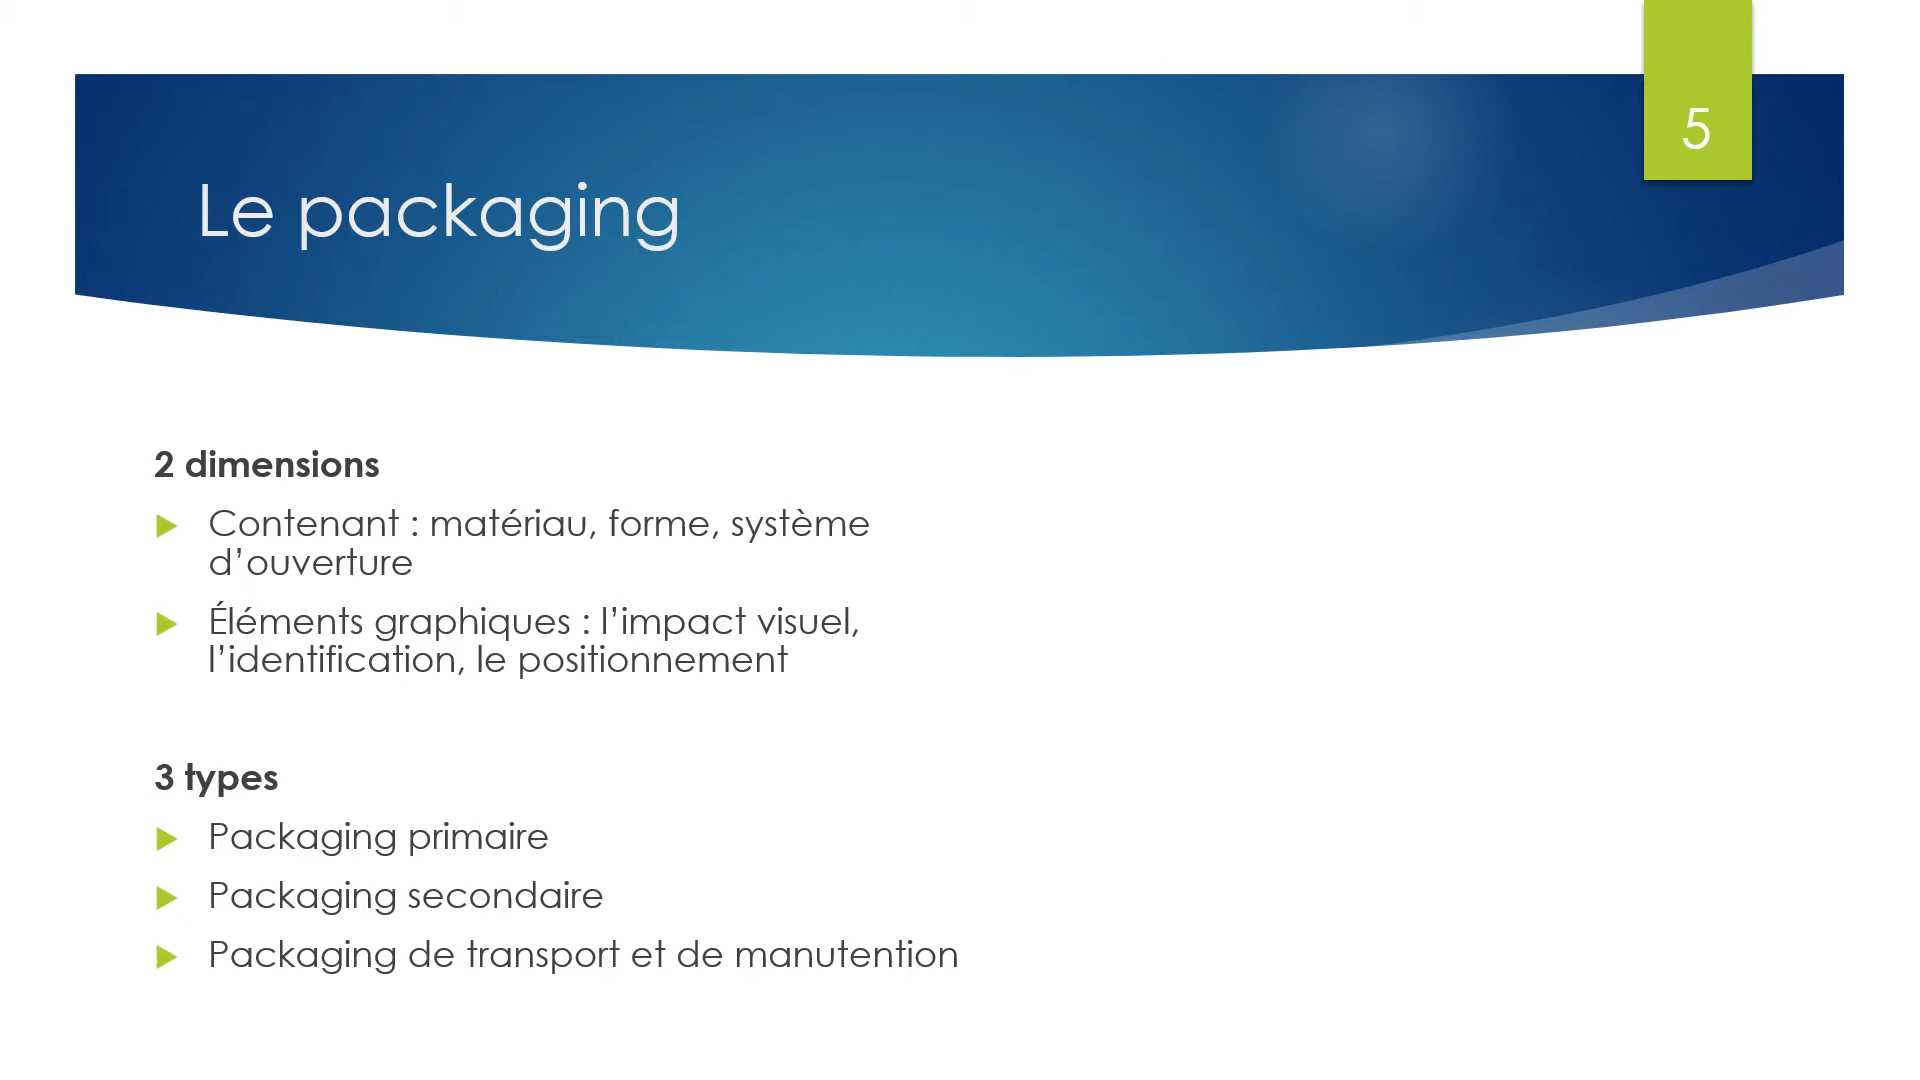 5
Le packaging
2 dimensions
Contenant : matériau, forme, système
d’ouverture
Éléments graphiques : l’impact visuel,
l’identification, le positionnement
3 types
Packaging primaire
Packaging secondaire
Packaging de transport et de manutention